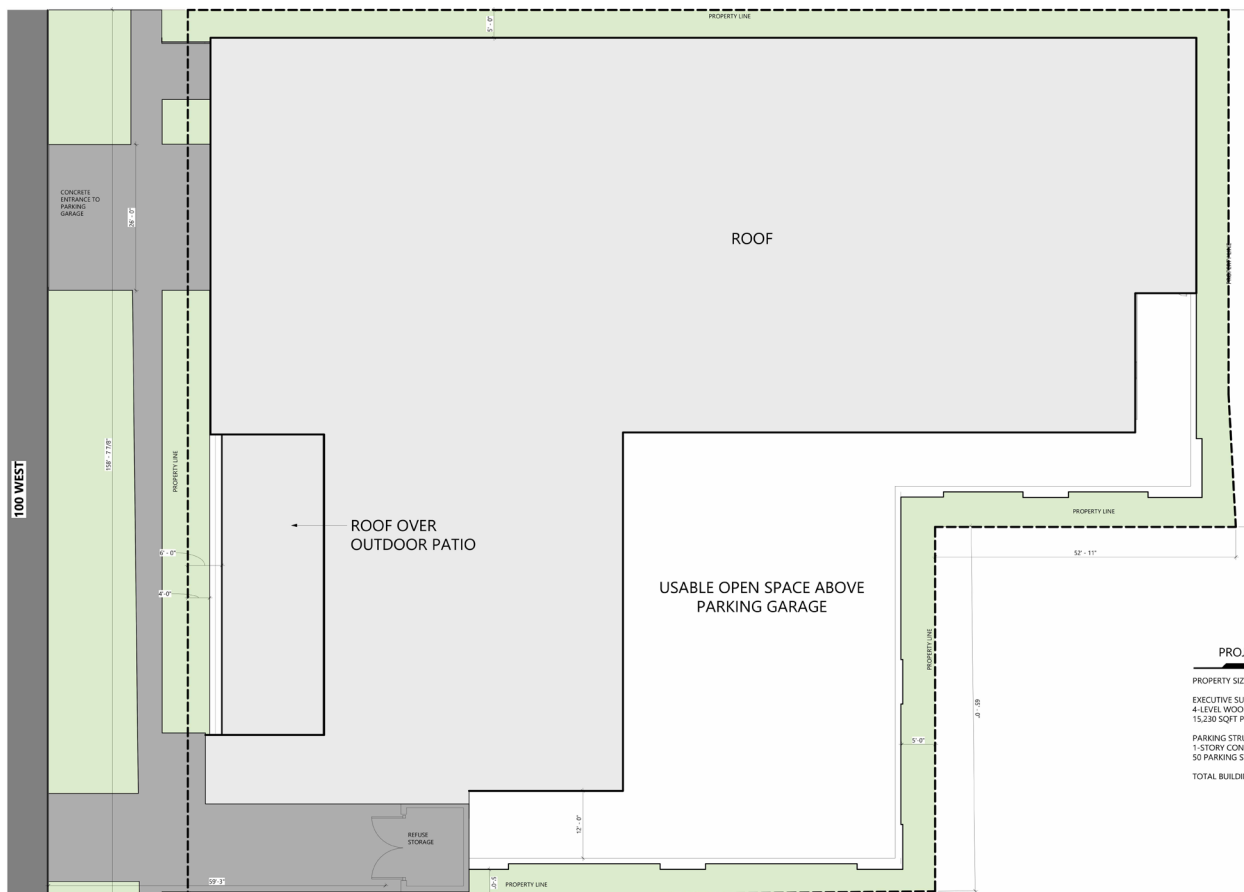 PROPERTY LINE
5' - 0"
CONCRETE
ENTRANCE TO
PARKING
GARAGE
26' - 0"
ROOF
158' - 7 7/8"
PROPERTY LINE
100 WEST
ROOF OVER
OUTDOOR PATIO
6' - 0"
4'-0"
USABLE OPEN SPACE ABOVE
PARKING GARAGE
PROPERTY LINE
52' - 11"
PROPERTY LINE
65' - 0"
5'-0"
PROJ
PROPERTY SIZ
EXECUTIVE SU
4-LEVEL WOO
15,230 SQFT P
PARKING STRU
1-STORY CON
50 PARKING S
TOTAL BUILDI
12' - 0"
REFUSE
STORAGE
59'-3"
5'-0"
PROPERTY LINE